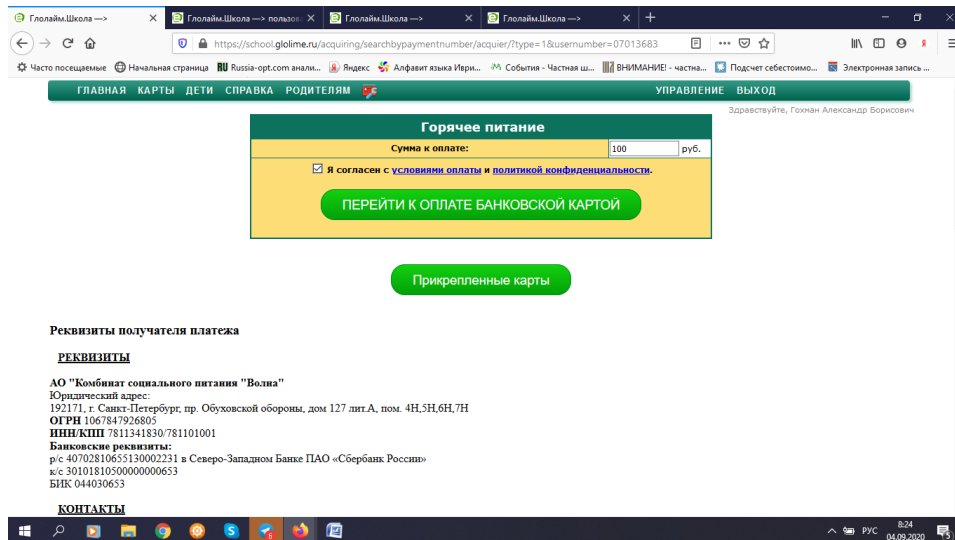 Глолайм.Школа —>
Глолайм.Школа —> пользова
Глолайм.Школа —>
Глолайм.Школа —>
https://school.glolime.ru/acquiring/searchbypaymentnumber/acquier/?type=1&usernumber=07013683
Часто посещаемые Начальная страница Russia-opt.com анали... Яндекс Алфавит языка Иври... События - Частная ш... ВНИМАНИЕ! - частна... Подсчет себестоимо... Электронная запись ...
ГЛАВНАЯ КАРТЫ ДЕТИ СПРАВКА РОДИТЕЛЯМ УПРАВЛЕНИЕ ВЫХОД
Здравствуйте, Гохман Александр Борисович
Горячее питание
Сумма к оплате: 100 руб.
Я согласен с условиями оплаты и политикой конфиденциальности.
ПЕРЕЙТИ К ОПЛАТЕ БАНКОВСКОЙ КАРТОЙ
Прикрепленные карты
Реквизиты получателя платежа
РЕКВИЗИТЫ
АО "Комбинат социального питания "Волна"
Юридический адрес:
192171, г. Санкт-Петербург, пр. Обуховской обороны, дом 127 лит.А, пом. 4Н,5Н,6Н,7Н
ОГРН 1067847926805
ИНН/КПП 7811341830/781101001
Банковские реквизиты:
р/с 40702810655130002231 в Северо-Западном Банке ПАО «Сбербанк России»
к/с 30101810500000000653
БИК 044030653
КОНТАКТЫ
РУС
8:24
04.09.2020